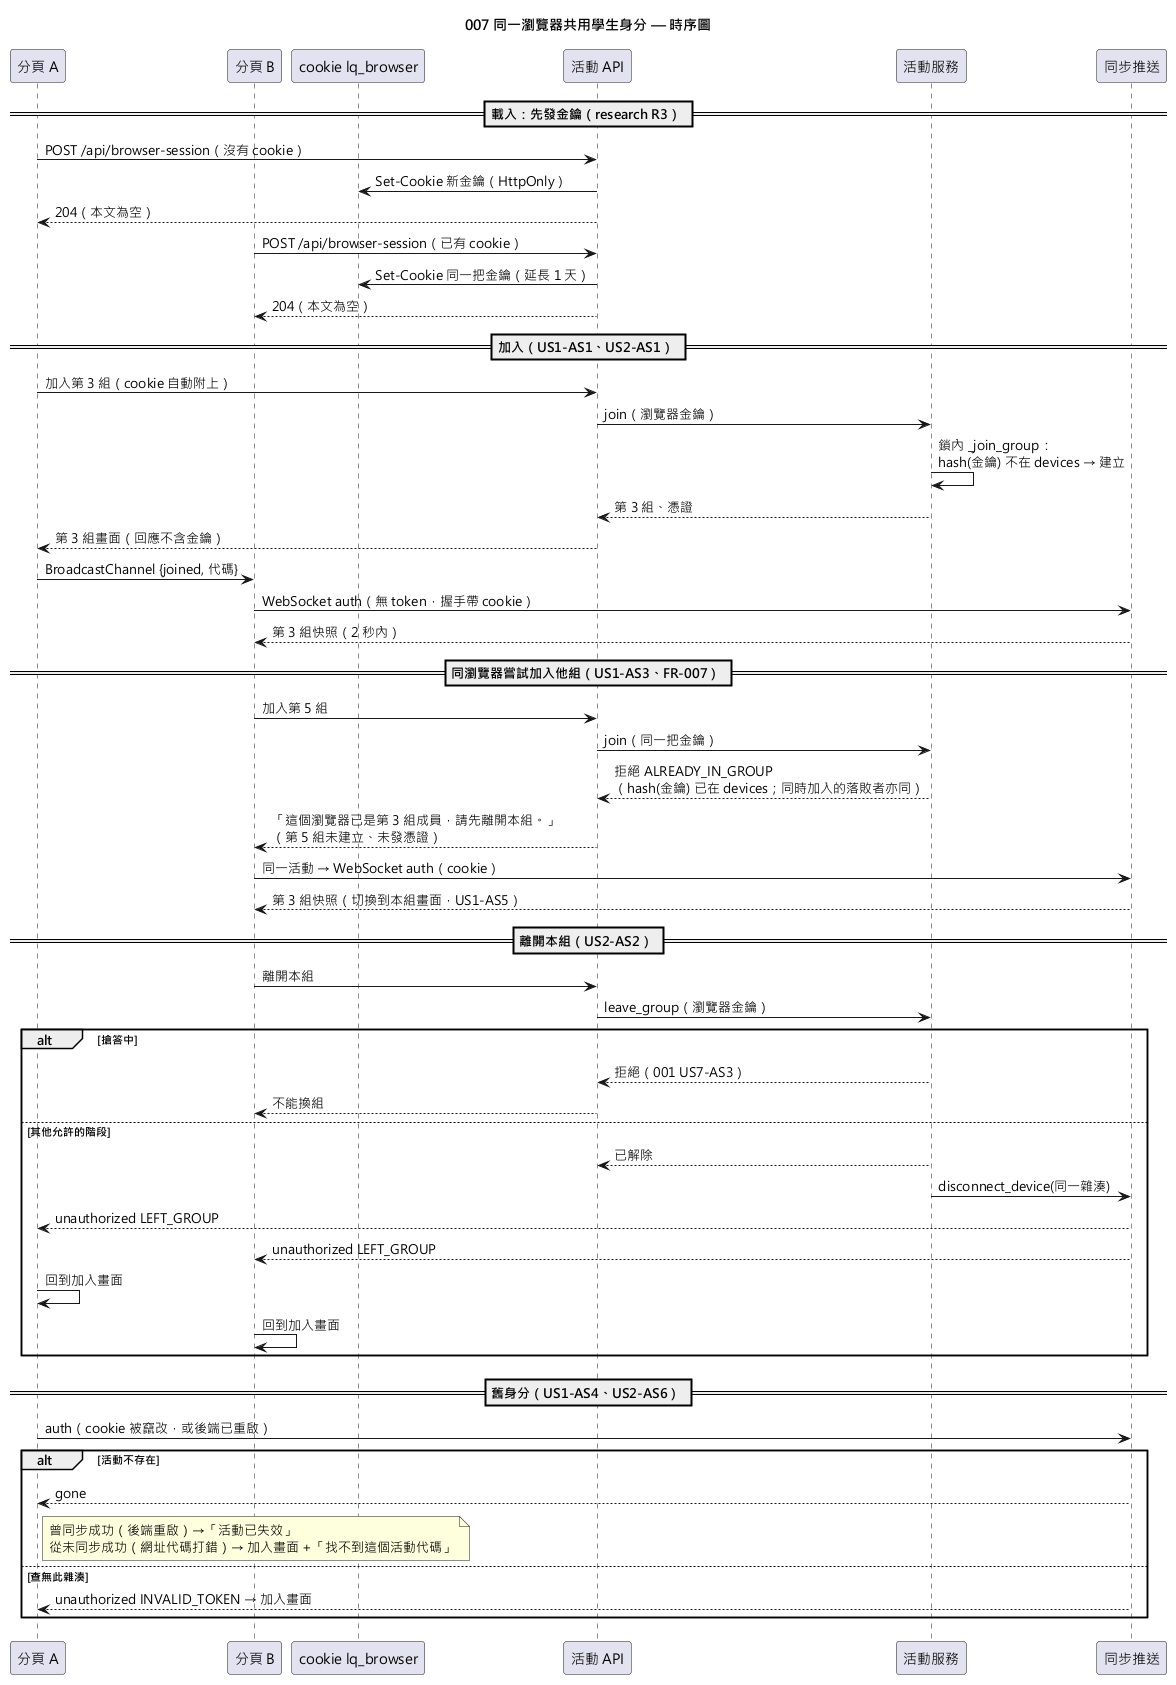 007 同一瀏覽器共用學生身分 — 時序圖
分頁 A
分頁 B
cookie lq_browser
活動 API
活動服務
同步推送
載入：先發金鑰（research R3）
POST /api/browser-session（沒有 cookie）
Set-Cookie 新金鑰（HttpOnly）
204（本文為空）
POST /api/browser-session（已有 cookie）
Set-Cookie 同一把金鑰（延長 1 天）
204（本文為空）
加入（US1-AS1、US2-AS1）
加入第 3 組（cookie 自動附上）
join（瀏覽器金鑰）
鎖內 _join_group：
hash(金鑰) 不在 devices → 建立
第 3 組、憑證
第 3 組畫面（回應不含金鑰）
BroadcastChannel {joined, 代碼}
WebSocket auth（無 token，握手帶 cookie）
第 3 組快照（2 秒內）
同瀏覽器嘗試加入他組（US1-AS3、FR-007）
加入第 5 組
join（同一把金鑰）
拒絕 ALREADY_IN_GROUP
（hash(金鑰) 已在 devices；同時加入的落敗者亦同）
「這個瀏覽器已是第 3 組成員，請先離開本組。」
（第 5 組未建立、未發憑證）
同一活動 → WebSocket auth（cookie）
第 3 組快照（切換到本組畫面，US1-AS5）
離開本組（US2-AS2）
離開本組
leave_group（瀏覽器金鑰）
alt [搶答中]
拒絕（001 US7-AS3）
不能換組
[其他允許的階段]
已解除
disconnect_device(同一雜湊)
unauthorized LEFT_GROUP
unauthorized LEFT_GROUP
回到加入畫面
回到加入畫面
舊身分（US1-AS4、US2-AS6）
auth（cookie 被竄改，或後端已重啟）
alt [活動不存在]
gone
曾同步成功（後端重啟）→「活動已失效」
從未同步成功（網址代碼打錯）→ 加入畫面 +「找不到這個活動代碼」
[查無此雜湊]
unauthorized INVALID_TOKEN → 加入畫面
分頁 A
分頁 B
cookie lq_browser
活動 API
活動服務
同步推送